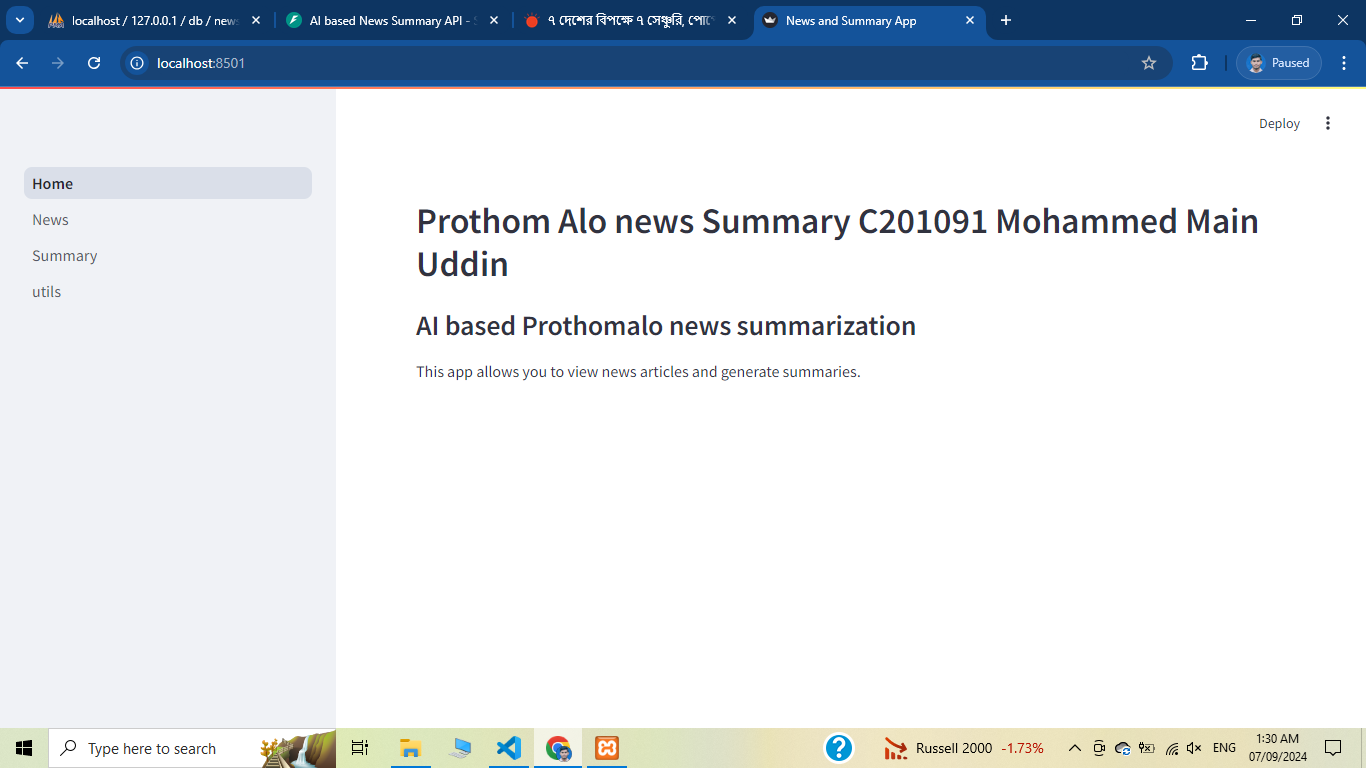 localhost / 127.0.0.1 / db / news
AI based News Summary API -
৭ দেশের বিপক্ষে ৭ সেঞ্চুরি,
News and Summary App
localhost:8501
Paused
Deploy
Home
News
Summary
utils
Prothom Alo news Summary C201091 Mohammed Main
Uddin
AI based Prothomalo news summarization
This app allows you to view news articles and generate summaries.
Type here to search
Russell 2000 -1.73%
ENG
1:30 AM
07/09/2024